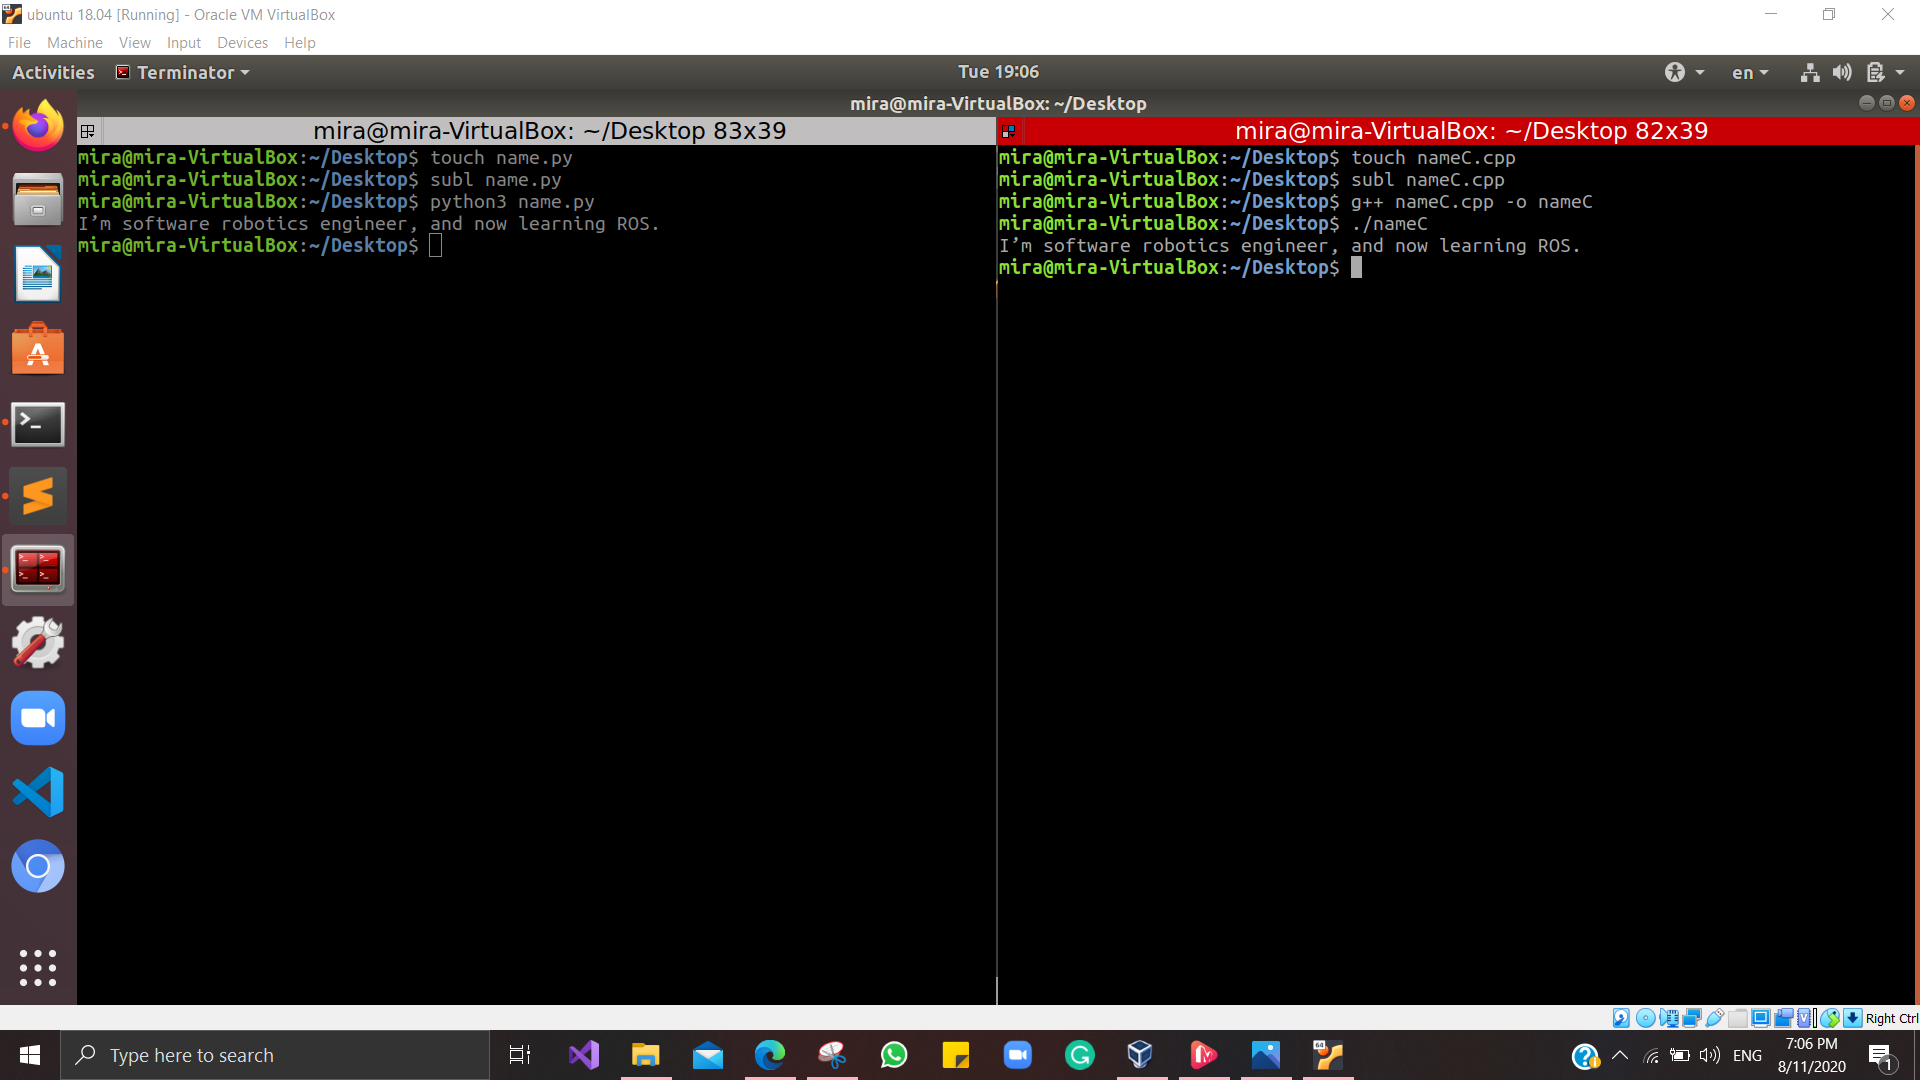 ubuntu 18.04 [Running] - Oracle VM VirtualBox
File Machine View Input Devices Help
Activities Terminator Tue 19:06 en
mira@mira-VirtualBox: ~/Desktop
mira@mira-VirtualBox: ~/Desktop 83x39
mira@mira-VirtualBox:~/Desktop$ touch name.py
mira@mira-VirtualBox:~/Desktop$ subl name.py
mira@mira-VirtualBox:~/Desktop$ python3 name.py
I’m software robotics engineer, and now learning ROS.
mira@mira-VirtualBox:~/Desktop$
mira@mira-VirtualBox: ~/Desktop 82x39
mira@mira-VirtualBox:~/Desktop$ touch nameC.cpp
mira@mira-VirtualBox:~/Desktop$ subl nameC.cpp
mira@mira-VirtualBox:~/Desktop$ g++ nameC.cpp -o nameC
mira@mira-VirtualBox:~/Desktop$ ./nameC
I’m software robotics engineer, and now learning ROS.
mira@mira-VirtualBox:~/Desktop$
Right Ctrl
Type here to search
ENG
7:06 PM
8/11/2020
1